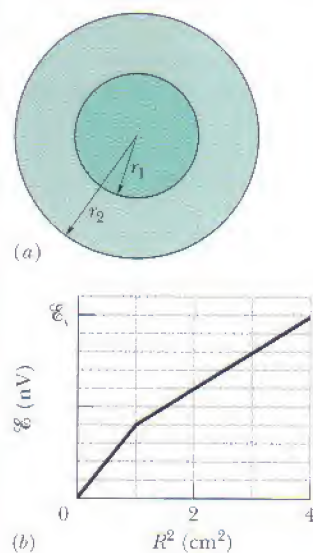 r₁
r₂
(a)
ℰₛ
ℰ (nV)
0
2
4
R² (cm²)
(b)